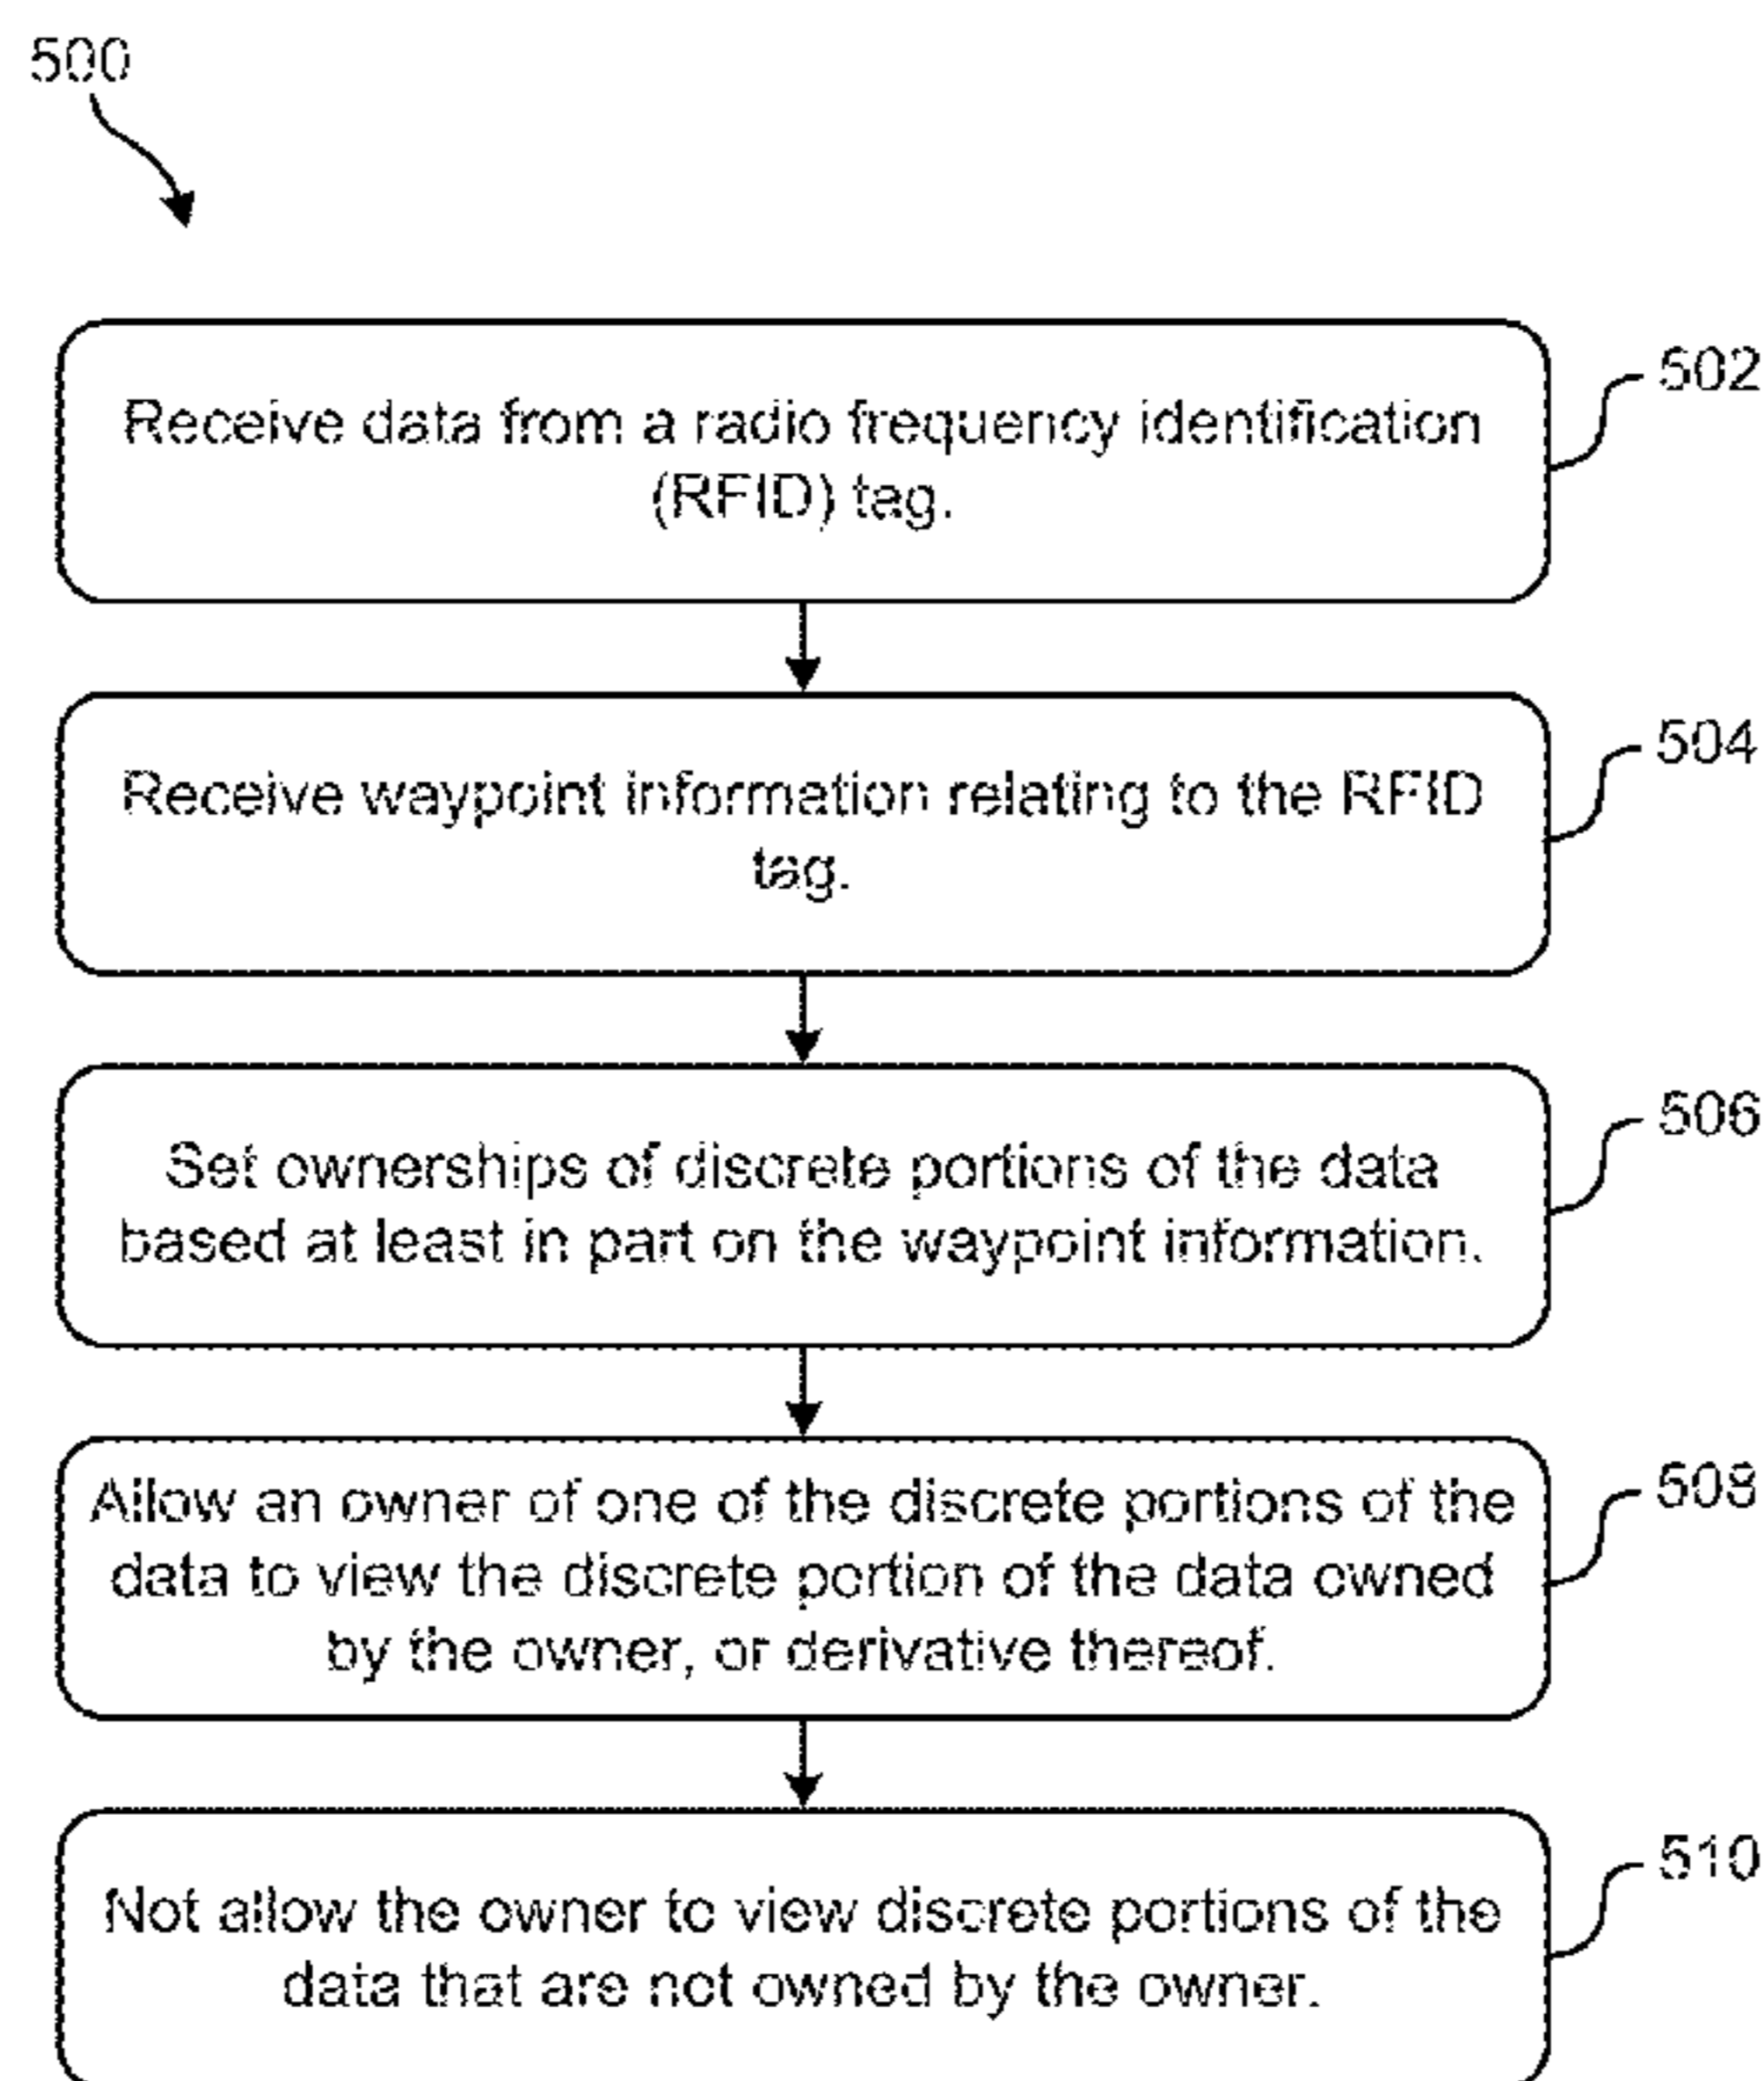 500
Receive data from a radio frequency identification
(RFID) tag.
502
Receive waypoint information relating to the RFID
tag.
504
Set ownerships of discrete portions of the data
based at least in part on the waypoint information.
506
Allow an owner of one of the discrete portions of the
data to view the discrete portion of the data owned
by the owner, or derivative thereof.
508
Not allow the owner to view discrete portions of the
data that are not owned by the owner.
510